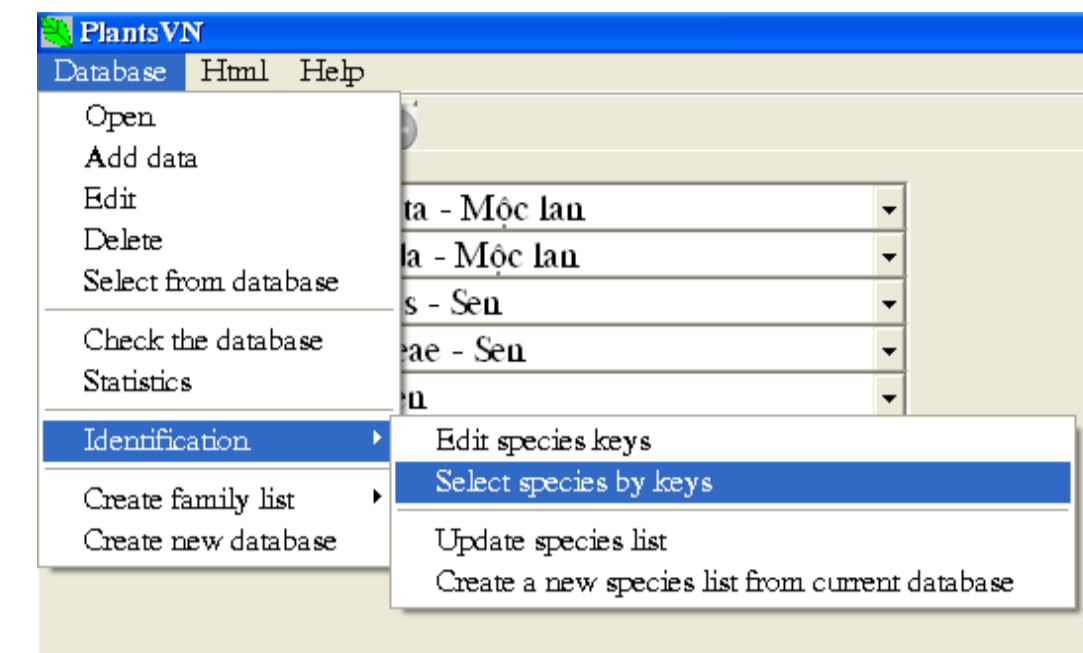 PlantsVN
Database Html Help
Open
Add data
Edit
Delete
Select from database
Check the database
Statistics
Identification
Create family list
Create new database
ta - Mộc lan
la - Mộc lan
s - Sen
eae - Sen
en
Edit species keys
Select species by keys
Update species list
Create a new species list from current database